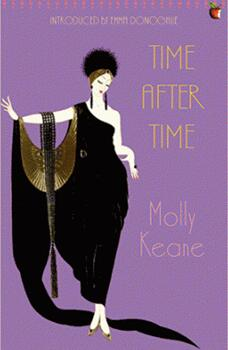 INTRODUCED BY EMMA DONOGHUE
TIME
AFTER
TIME
Molly
Keane